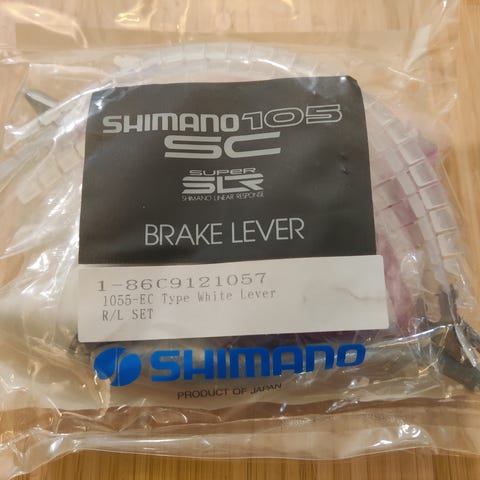 SHIMANO 105
SC
SUPER
SLR
SHIMANO LINEAR RESPONSE
BRAKE LEVER
1-86C9121057
1055-EC Type White Lever
R/L SET
SHIMANO
PRODUCT OF JAPAN